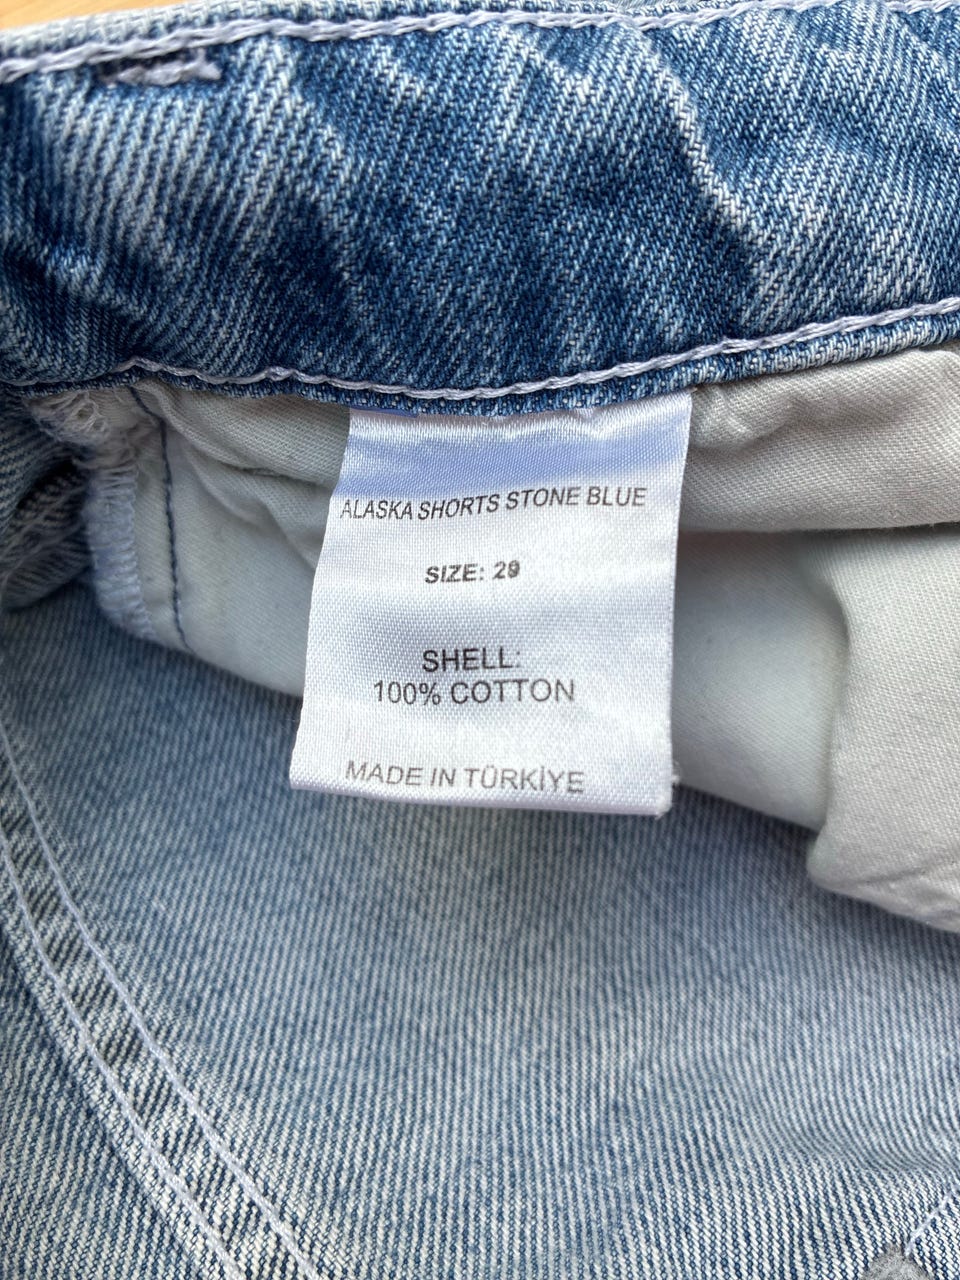 ALASKA SHORTS STONE BLUE
SIZE: 29
SHELL:
100% COTTON
MADE IN TÜRKİYE